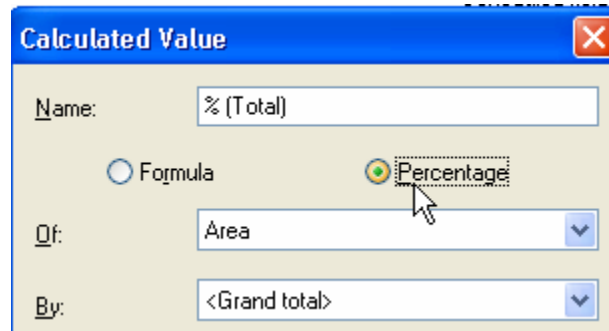 Calculated Value
Name: % (Total)
Formula Percentage
Of: Area
By: <Grand total>